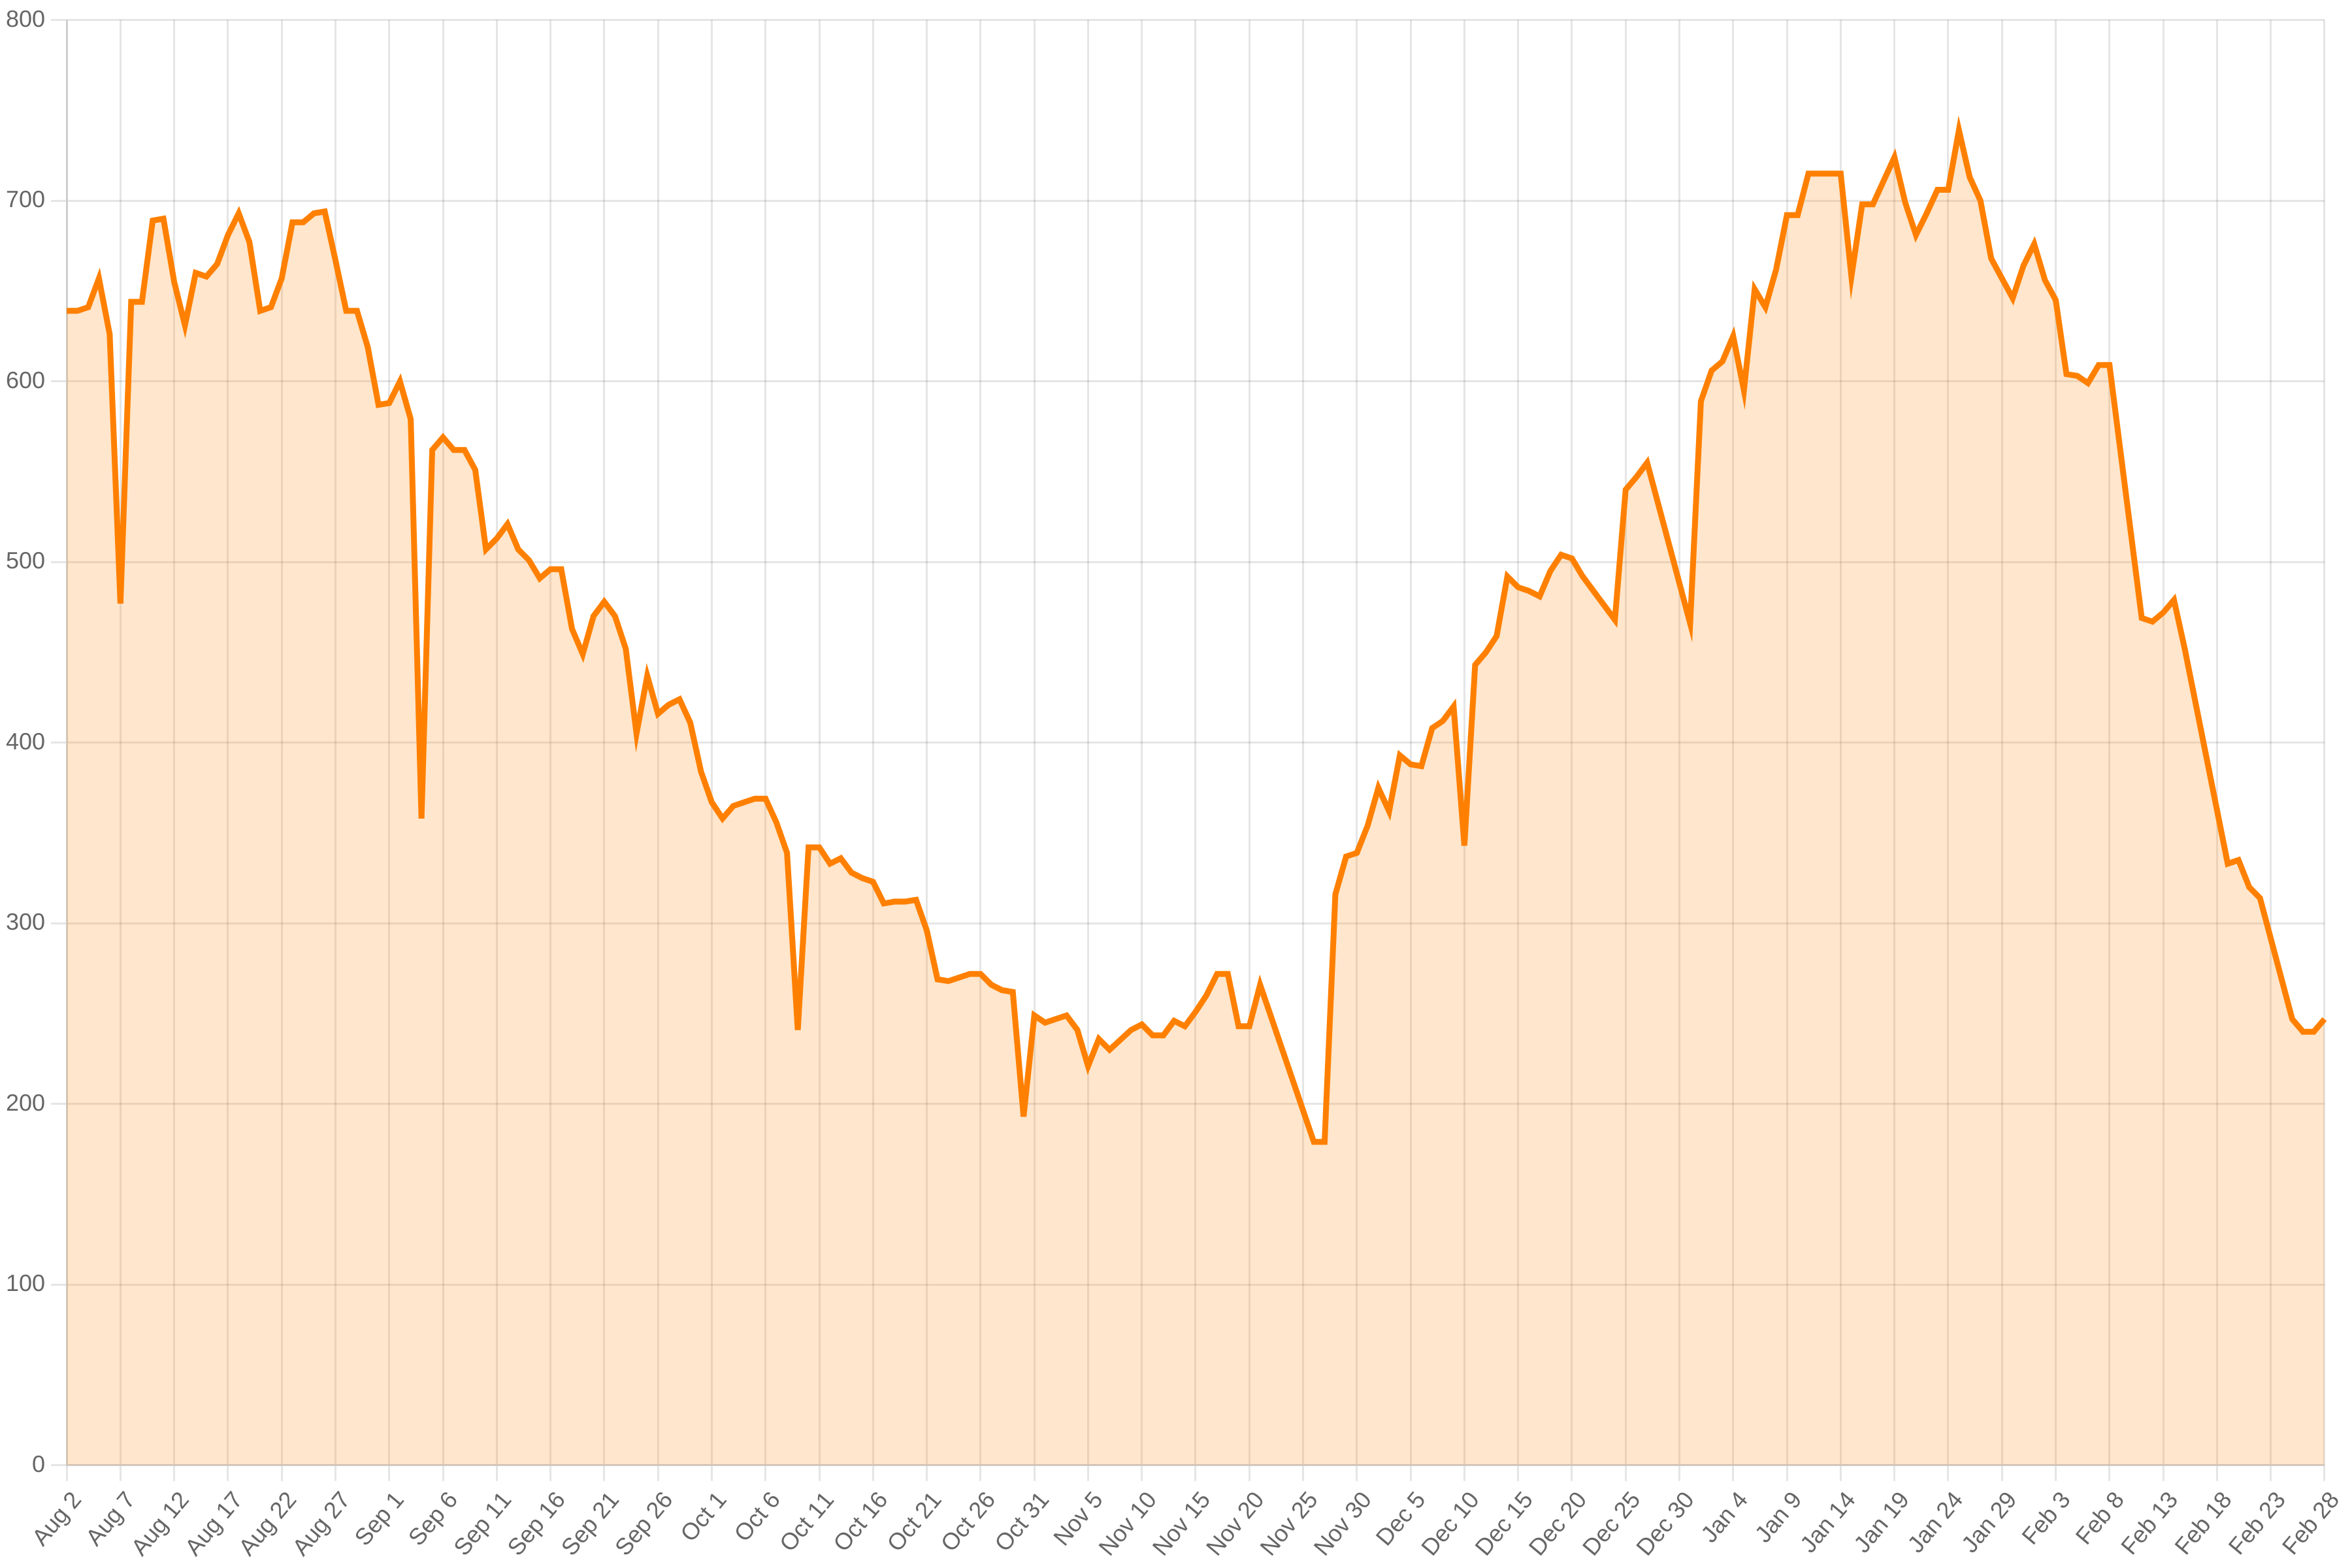 800
700
600
500
400
300
200
100
0
Aug 2
Aug 7
Aug 12
Aug 17
Aug 22
Aug 27
Sep 1
Sep 6
Sep 11
Sep 16
Sep 21
Sep 26
Oct 1
Oct 6
Oct 11
Oct 16
Oct 21
Oct 26
Oct 31
Nov 5
Nov 10
Nov 15
Nov 20
Nov 25
Nov 30
Dec 5
Dec 10
Dec 15
Dec 20
Dec 25
Dec 30
Jan 4
Jan 9
Jan 14
Jan 19
Jan 24
Jan 29
Feb 3
Feb 8
Feb 13
Feb 18
Feb 23
Feb 28